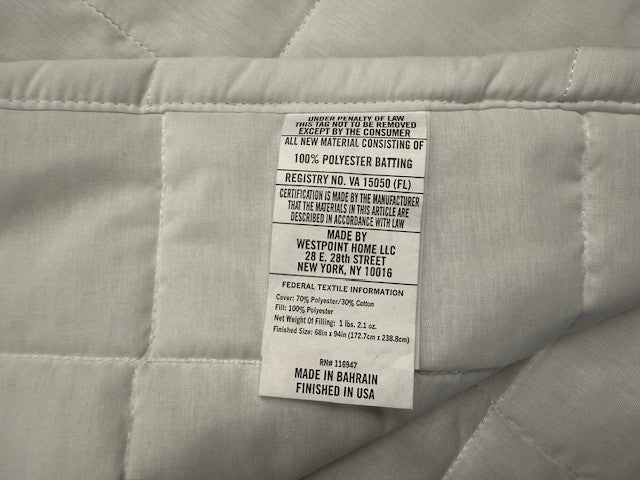 UNDER PENALTY OF LAW
THIS TAG NOT TO BE REMOVED
EXCEPT BY THE CONSUMER
ALL NEW MATERIAL CONSISTING OF
100% POLYESTER BATTING
REGISTRY NO. VA 15050 (FL)
CERTIFICATION IS MADE BY THE MANUFACTURER
THAT THE MATERIALS IN THIS ARTICLE ARE
DESCRIBED IN ACCORDANCE WITH LAW
MADE BY
WESTPOINT HOME LLC
28 E. 28th STREET
NEW YORK, NY 10016
FEDERAL TEXTILE INFORMATION
Cover: 70% Polyester/30% Cotton
Fill: 100% Polyester
Net Weight Of Filling: 1 lbs. 2.1 oz.
Finished Size: 68in x 94in (172.7cm x 238.8cm)
RN# 116947
MADE IN BAHRAIN
FINISHED IN USA